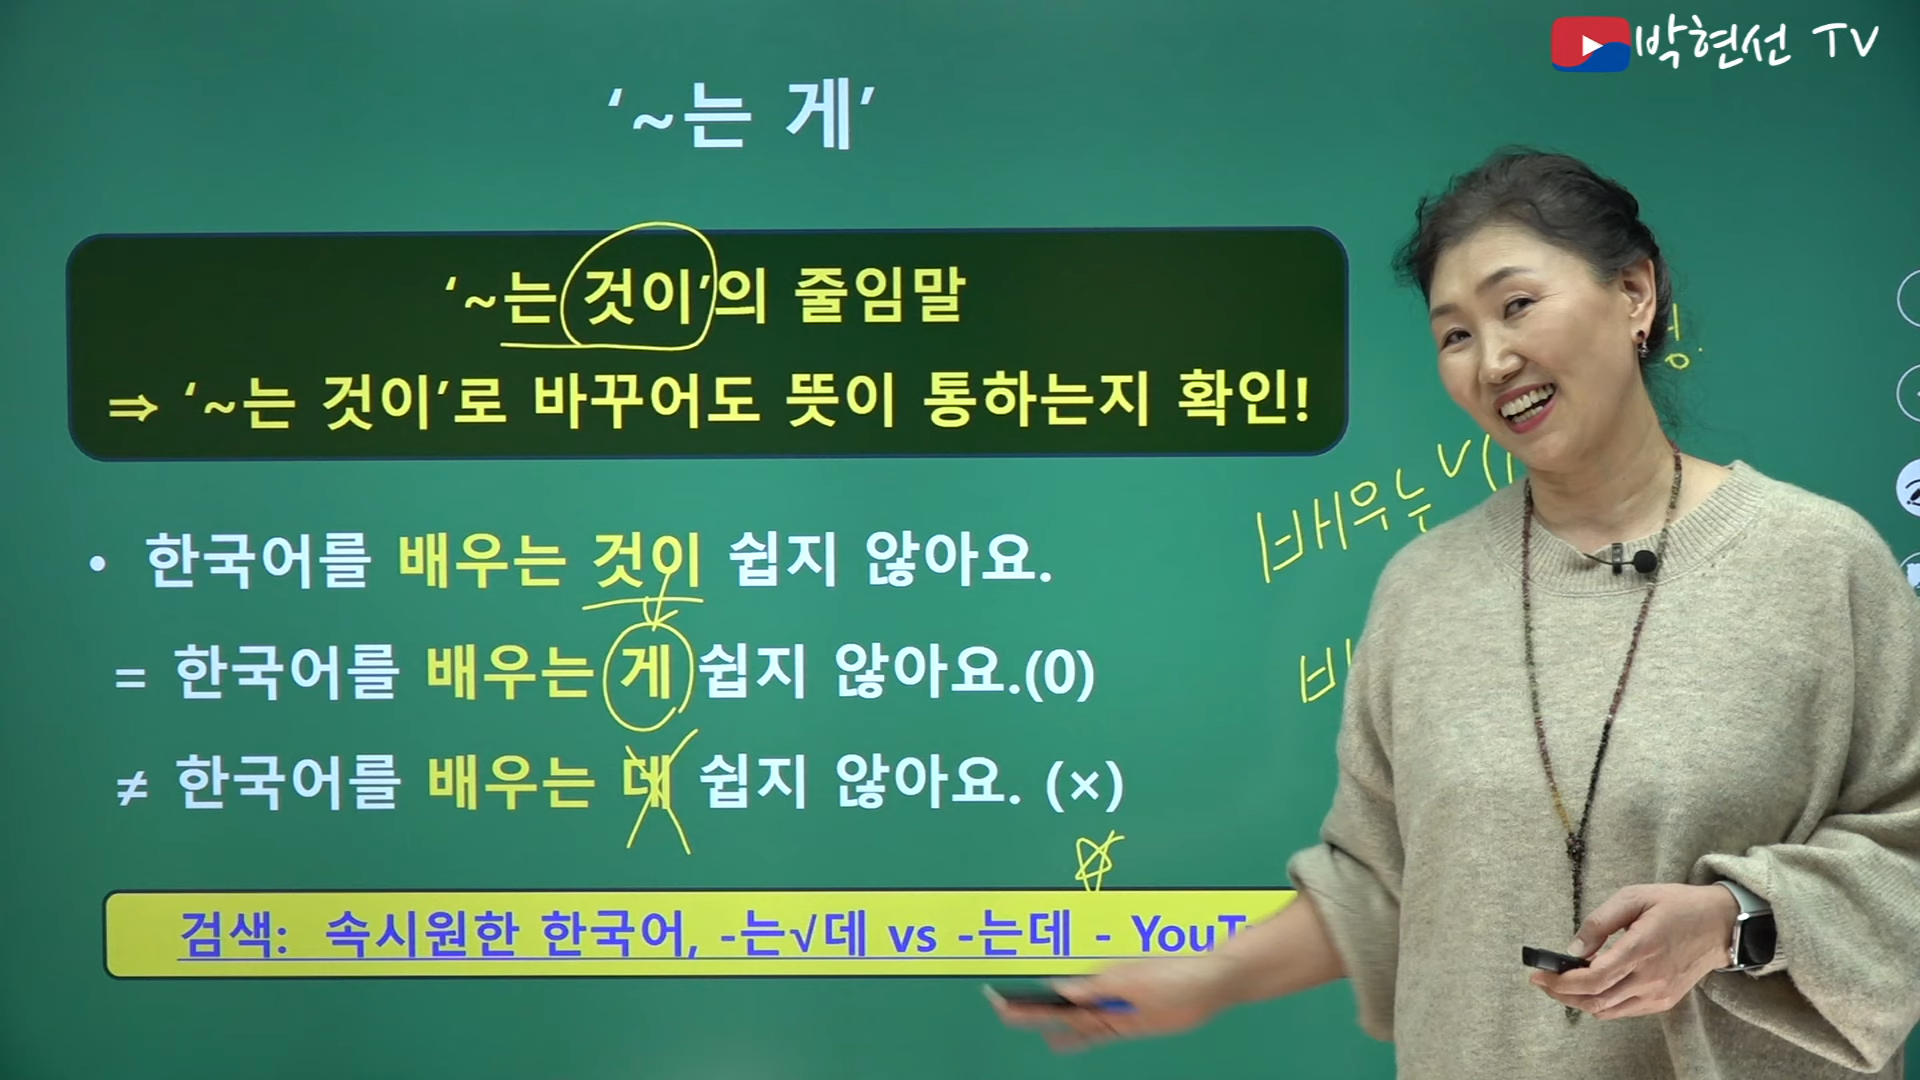 박현선 TV
‘~는 게’
‘~는 것이’의 줄임말
⇒ ‘~는 것이’로 바꾸어도 뜻이 통하는지 확인!
• 한국어를 배우는 것이 쉽지 않아요.
= 한국어를 배우는 게 쉽지 않아요.(0)
≠ 한국어를 배우는 데 쉽지 않아요. (×)
배우는
검색: 속시원한 한국어, -는√데 vs -는데 -